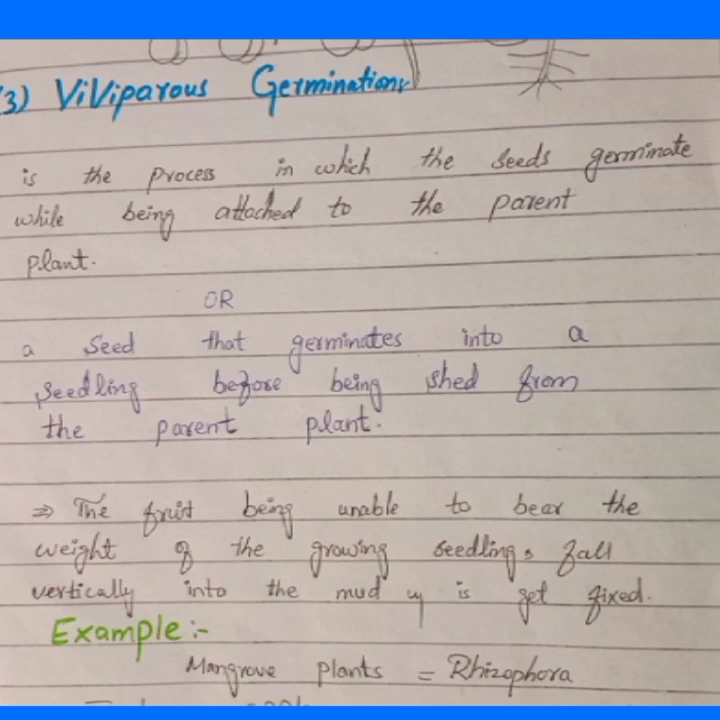 3) ViViparous Germination
is the process in which the seeds germinate
while being attached to the parent
plant.
OR
a seed that germinates into a
seedling before being shed from
the parent plant.
⇒ The fruit being unable to bear the
weight of the growing seedling, fall
vertically into the mud is get fixed.
Example:-
Mangrove plants = Rhizophora